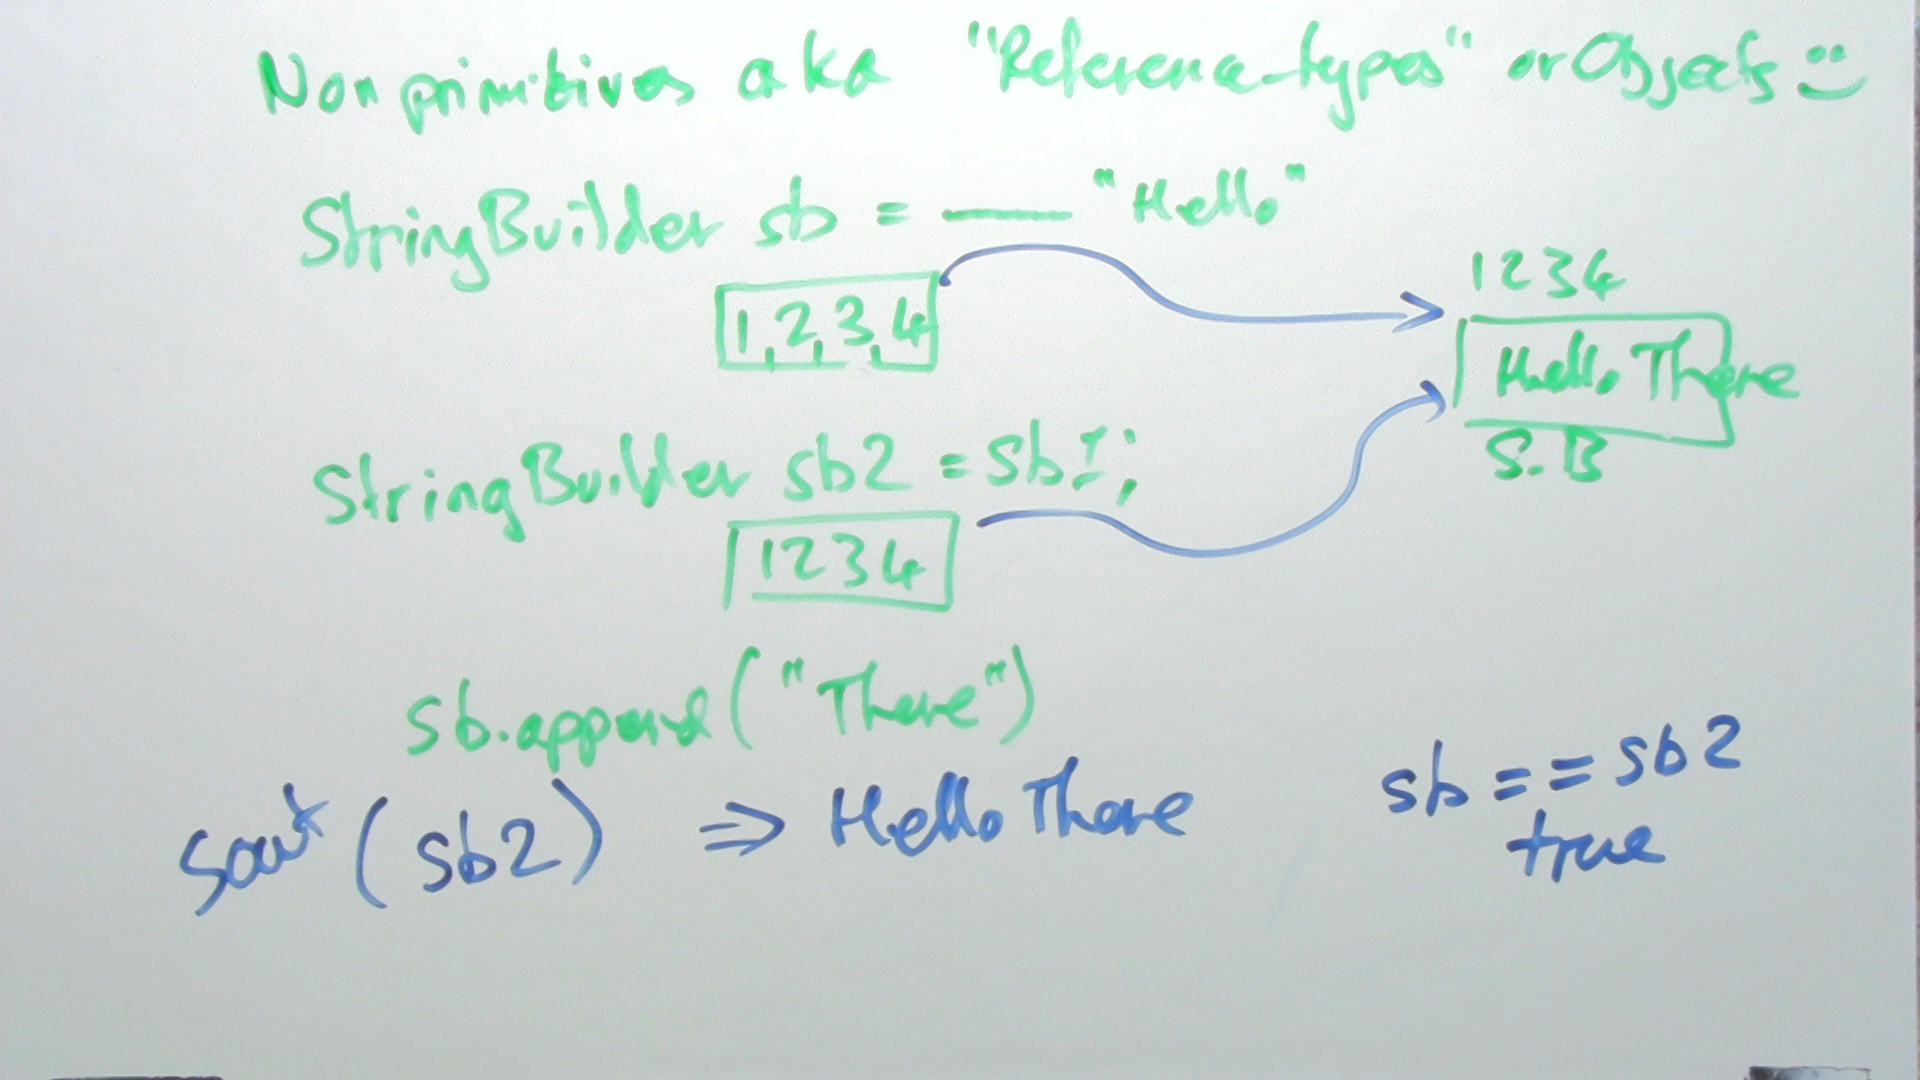 Non primitives aka "Reference types" or Objects
StringBuilder sb = —— "Hello"
1,2,3,4
1234
Hello There
S.B
StringBuilder sb2 = sb1;
1234
sb.append("There")
sout(sb2) ⇒ Hello There
sb == sb2
true